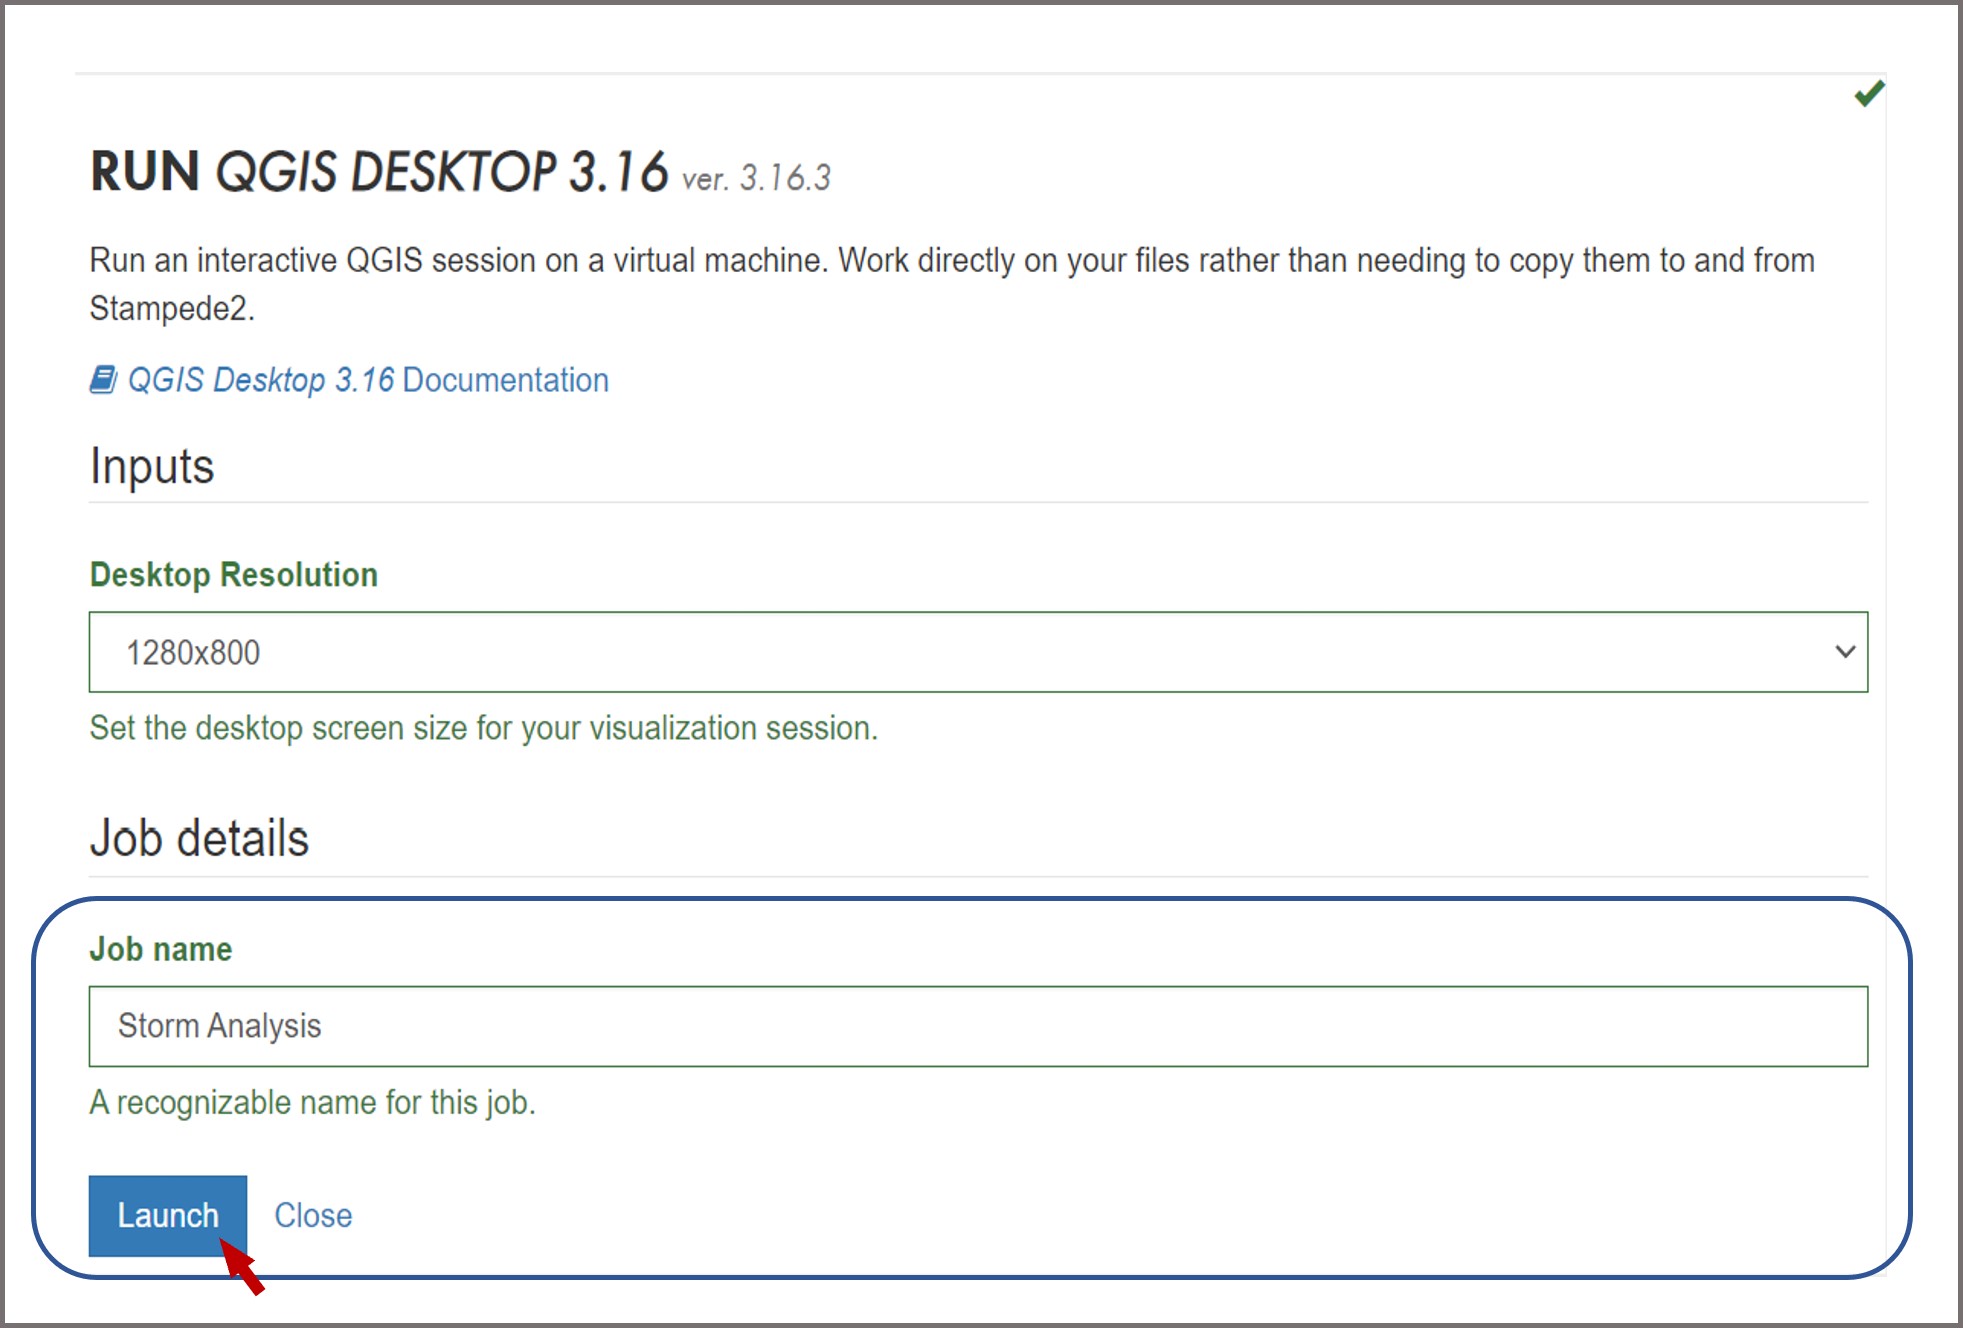 RUN QGIS DESKTOP 3.16 ver. 3.16.3
Run an interactive QGIS session on a virtual machine. Work directly on your files rather than needing to copy them to and from
Stampede2.
QGIS Desktop 3.16 Documentation
Inputs
Desktop Resolution
1280x800
Set the desktop screen size for your visualization session.
Job details
Job name
Storm Analysis
A recognizable name for this job.
Launch Close